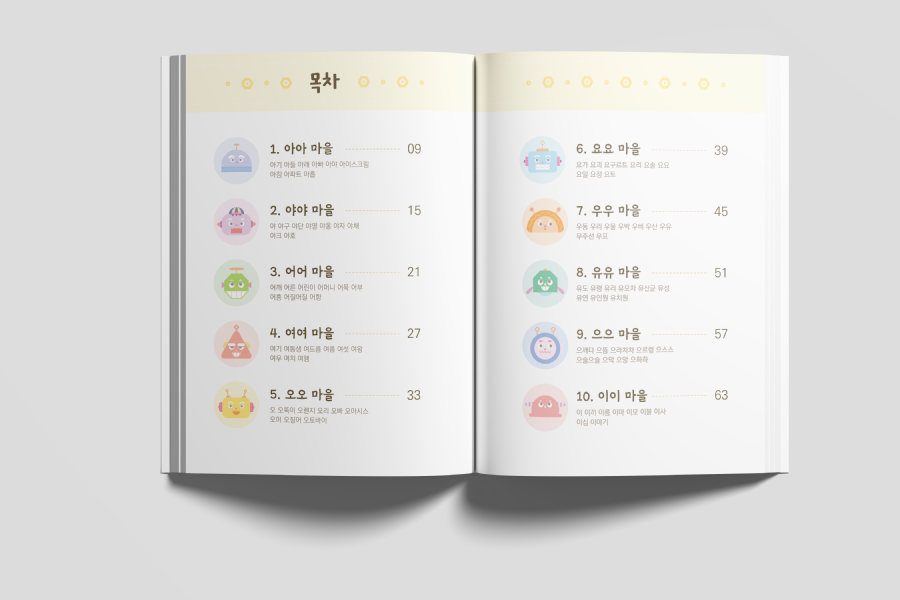 목차
1. 아아 마을 09
아기 아들 아래 아빠 아이 아이스크림
아침 아파트 아홉
2. 야야 마을 15
야 야구 야단 야영 야옹 야자 야채
야크 야호
3. 어어 마을 21
어깨 어른 어린이 어머니 어묵 어부
어흥 어질어질 어항
4. 여여 마을 27
여기 여동생 여드름 여름 여섯 여왕
여우 여치 여행
5. 오오 마을 33
오 오뚝이 오렌지 오리 오빠 오아시스
오이 오징어 오토바이
6. 요요 마을 39
요가 요괴 요구르트 요리 요술 요요
요일 요정 요트
7. 우우 마을 45
우동 우리 우물 우박 우비 우산 우유
우주선 우표
8. 유유 마을 51
유도 유령 유리 유모차 유산균 유성
유연 유인원 유치원
9. 으으 마을 57
으깨다 으뜸 으라차차 으르렁 으스스
으슬으슬 으악 으앙 으하하
10. 이이 마을 63
이 이끼 이름 이마 이모 이불 이사
이심 이야기